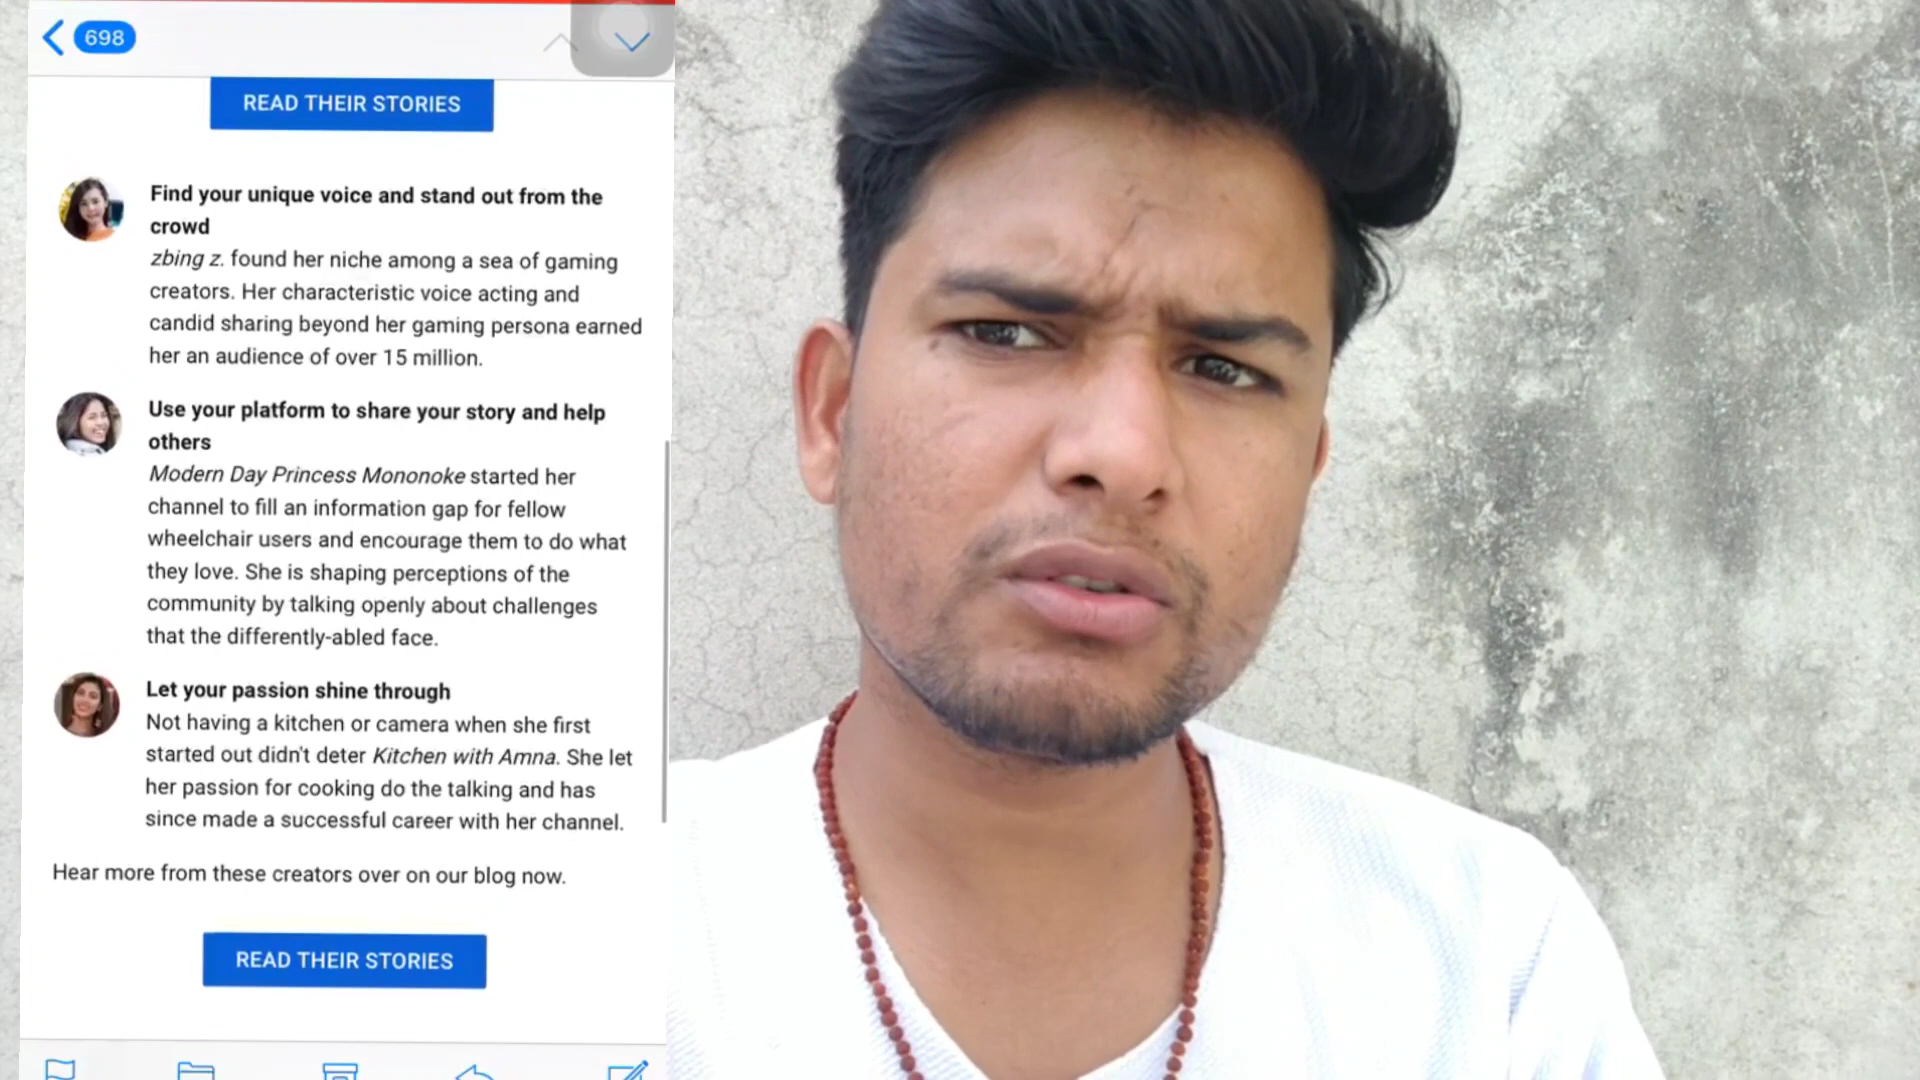 698
READ THEIR STORIES
Find your unique voice and stand out from the
crowd
zbing z. found her niche among a sea of gaming
creators. Her characteristic voice acting and
candid sharing beyond her gaming persona earned
her an audience of over 15 million.
Use your platform to share your story and help
others
Modern Day Princess Mononoke started her
channel to fill an information gap for fellow
wheelchair users and encourage them to do what
they love. She is shaping perceptions of the
community by talking openly about challenges
that the differently-abled face.
Let your passion shine through
Not having a kitchen or camera when she first
started out didn't deter Kitchen with Amna. She let
her passion for cooking do the talking and has
since made a successful career with her channel.
Hear more from these creators over on our blog now.
READ THEIR STORIES